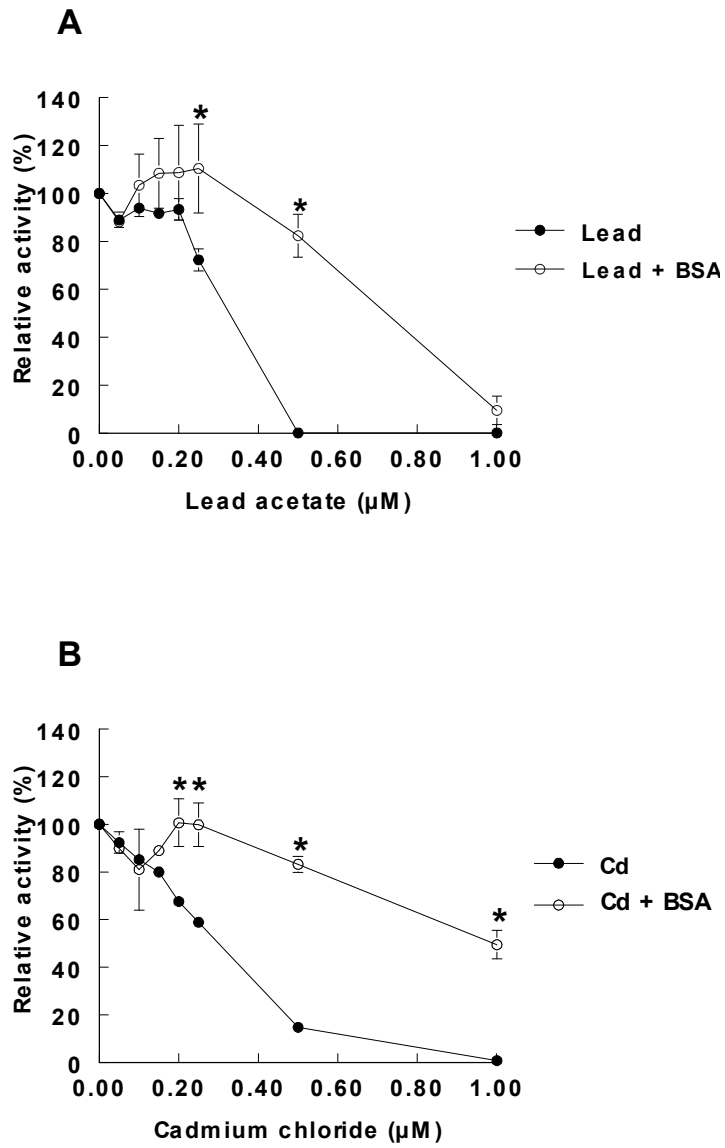 A
140
120
100
80
60
40
20
0
Relative activity (%)
*
*
0.00 0.20 0.40 0.60 0.80 1.00
Lead acetate (µM)
Lead
Lead + BSA
B
140
120
100
80
60
40
20
0
Relative activity (%)
* *
*
*
0.00 0.20 0.40 0.60 0.80 1.00
Cadmium chloride (µM)
Cd
Cd + BSA